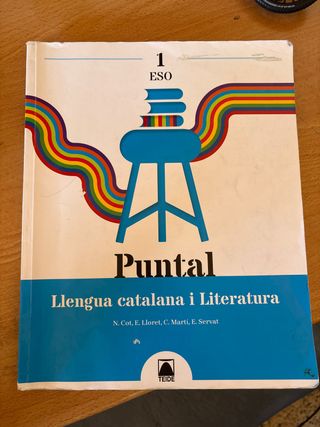 1
ESO
Puntal
Llengua catalana i Literatura
N. Cot, E. Lloret, C. Martí, E. Servat
TEIDE